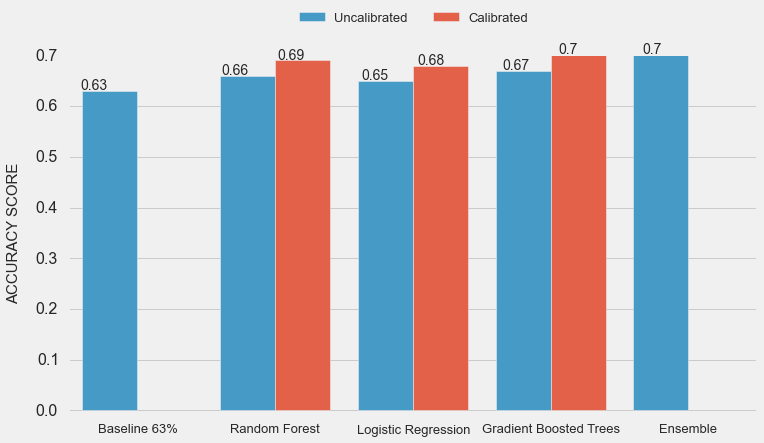 Uncalibrated Calibrated
ACCURACY SCORE
0.7
0.6
0.5
0.4
0.3
0.2
0.1
0.0
0.63 0.66 0.69 0.65 0.68 0.67 0.7 0.7
Baseline 63% Random Forest Logistic Regression Gradient Boosted Trees Ensemble